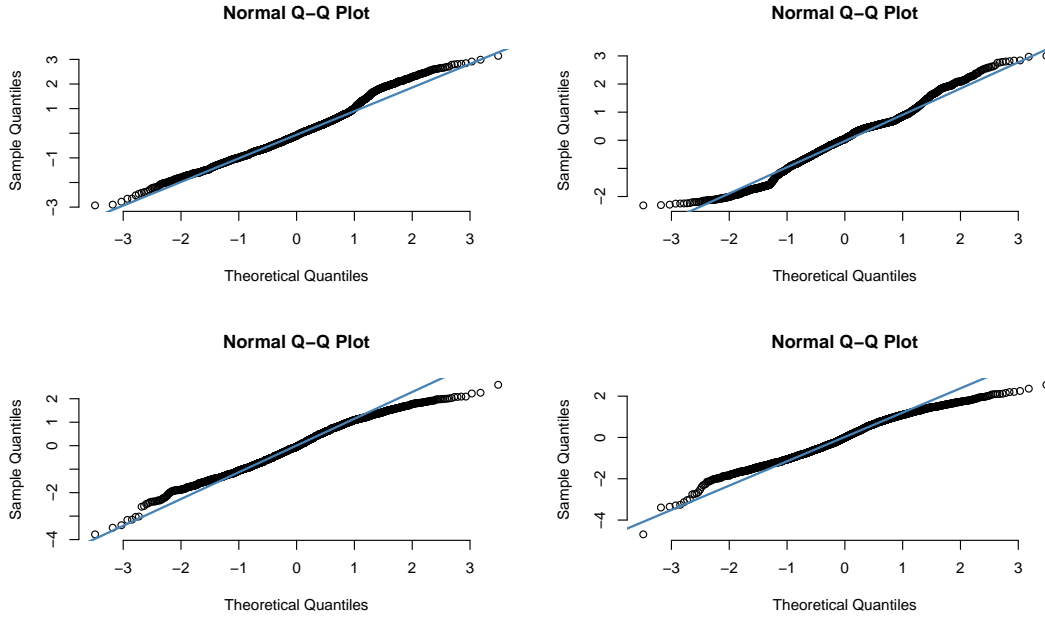 Normal Q−Q Plot
Sample Quantiles
3
2
1
−1
−3
−3 −2 −1 0 1 2 3
Theoretical Quantiles
Normal Q−Q Plot
Sample Quantiles
3
2
1
0
−2
−3 −2 −1 0 1 2 3
Theoretical Quantiles
Normal Q−Q Plot
Sample Quantiles
2
1
0
−2
−4
−3 −2 −1 0 1 2 3
Theoretical Quantiles
Normal Q−Q Plot
Sample Quantiles
2
0
−2
−4
−3 −2 −1 0 1 2 3
Theoretical Quantiles